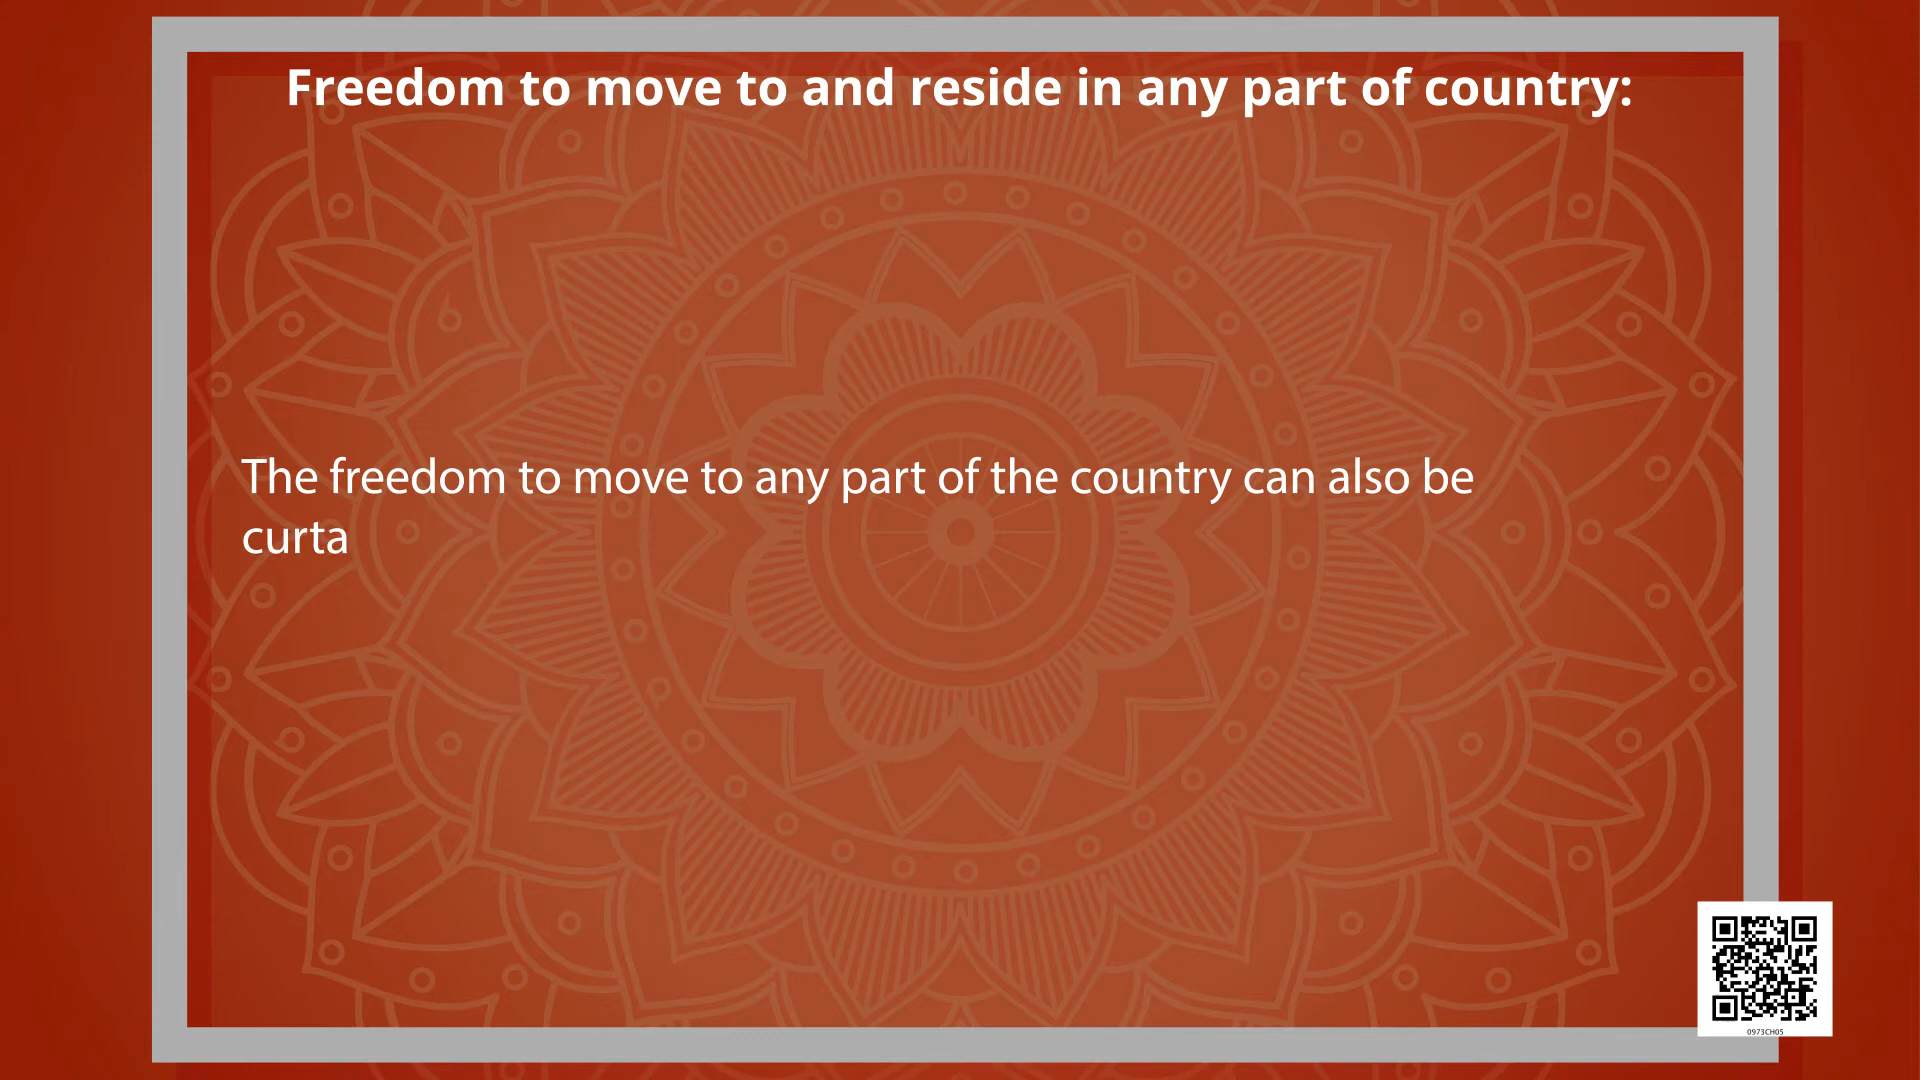 Freedom to move to and reside in any part of country:
The freedom to move to any part of the country can also be
curta
0973CH05